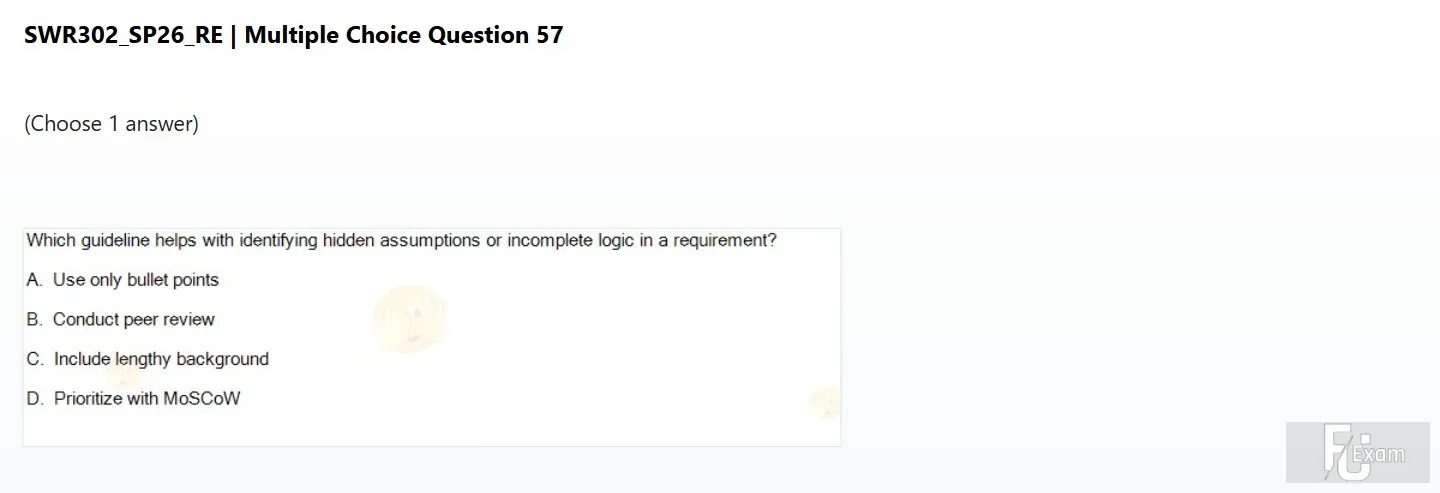 SWR302_SP26_RE | Multiple Choice Question 57
(Choose 1 answer)
Which guideline helps with identifying hidden assumptions or incomplete logic in a requirement?
A. Use only bullet points
B. Conduct peer review
C. Include lengthy background
D. Prioritize with MoSCoW
FU Exam